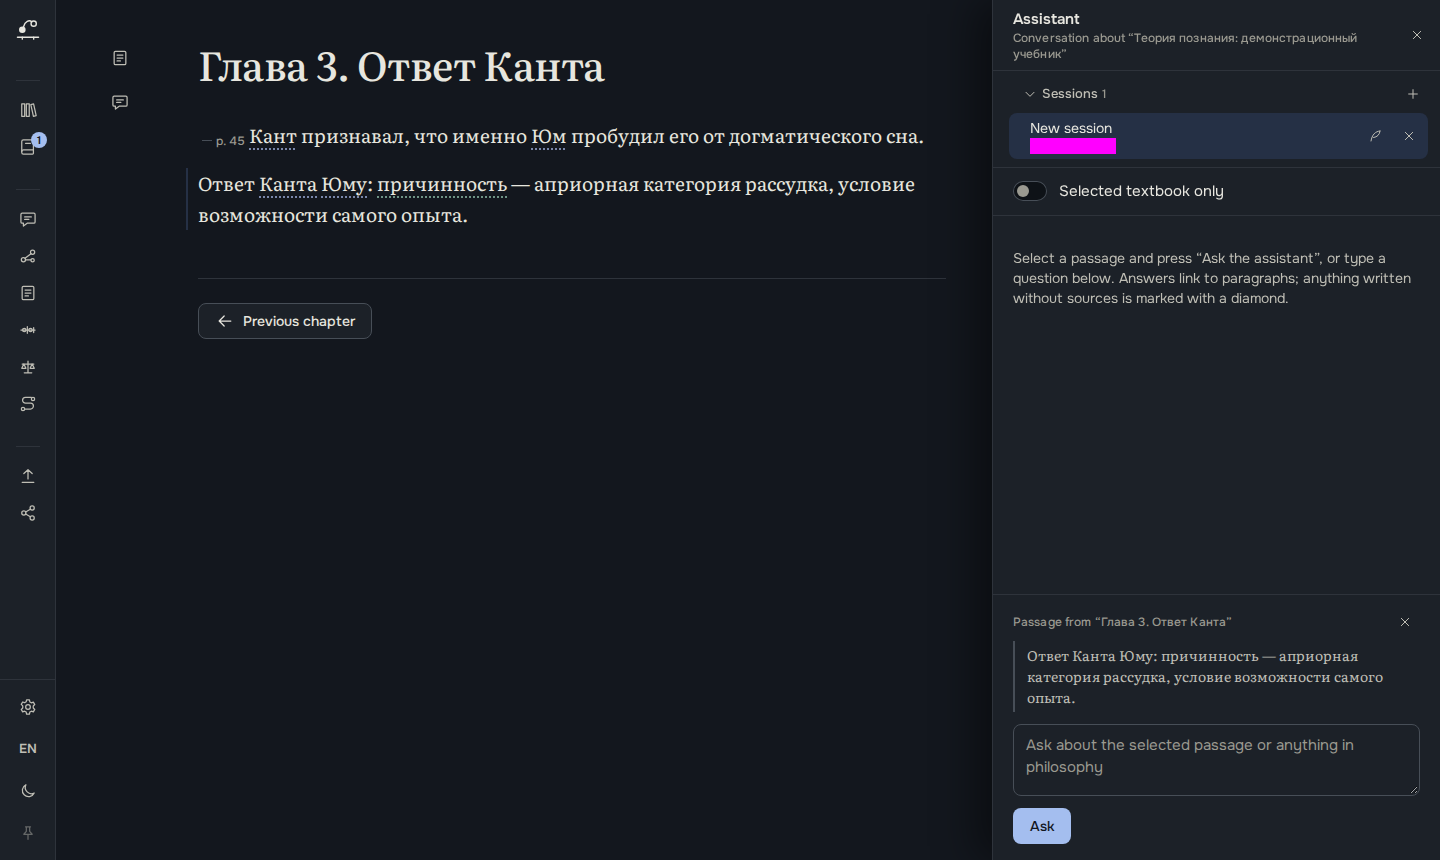 Глава 3. Ответ Канта
— p. 45 Кант признавал, что именно Юм пробудил его от догматического сна.
Ответ Канта Юму: причинность — априорная категория рассудка, условие
возможности самого опыта.
Previous chapter
1
EN
Assistant
Conversation about “Теория познания: демонстрационный
учебник”
Sessions 1
New session
Selected textbook only
Select a passage and press “Ask the assistant”, or type a
question below. Answers link to paragraphs; anything written
without sources is marked with a diamond.
Passage from “Глава 3. Ответ Канта”
Ответ Канта Юму: причинность — априорная
категория рассудка, условие возможности самого
опыта.
Ask about the selected passage or anything in
philosophy
Ask